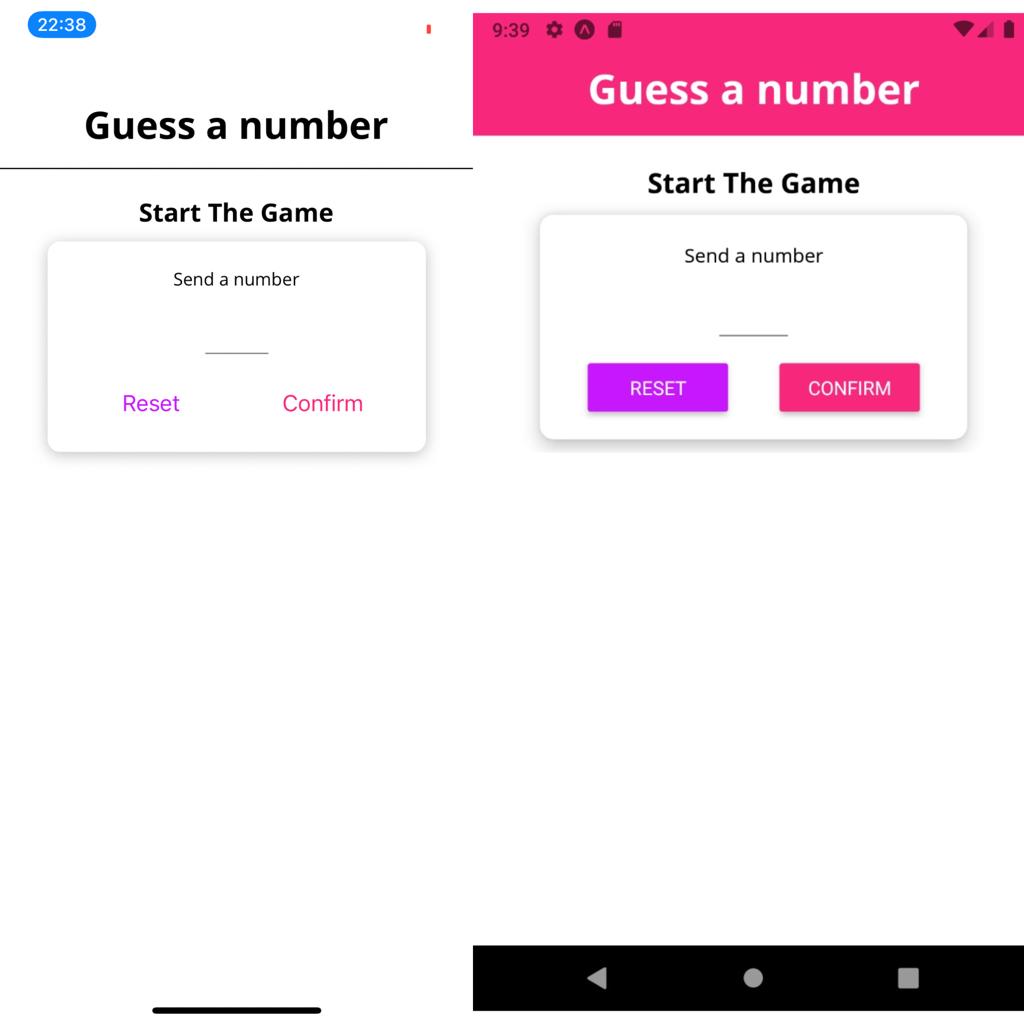 22:38
Guess a number
Start The Game
Send a number
Reset Confirm
9:39
Guess a number
Start The Game
Send a number
RESET CONFIRM